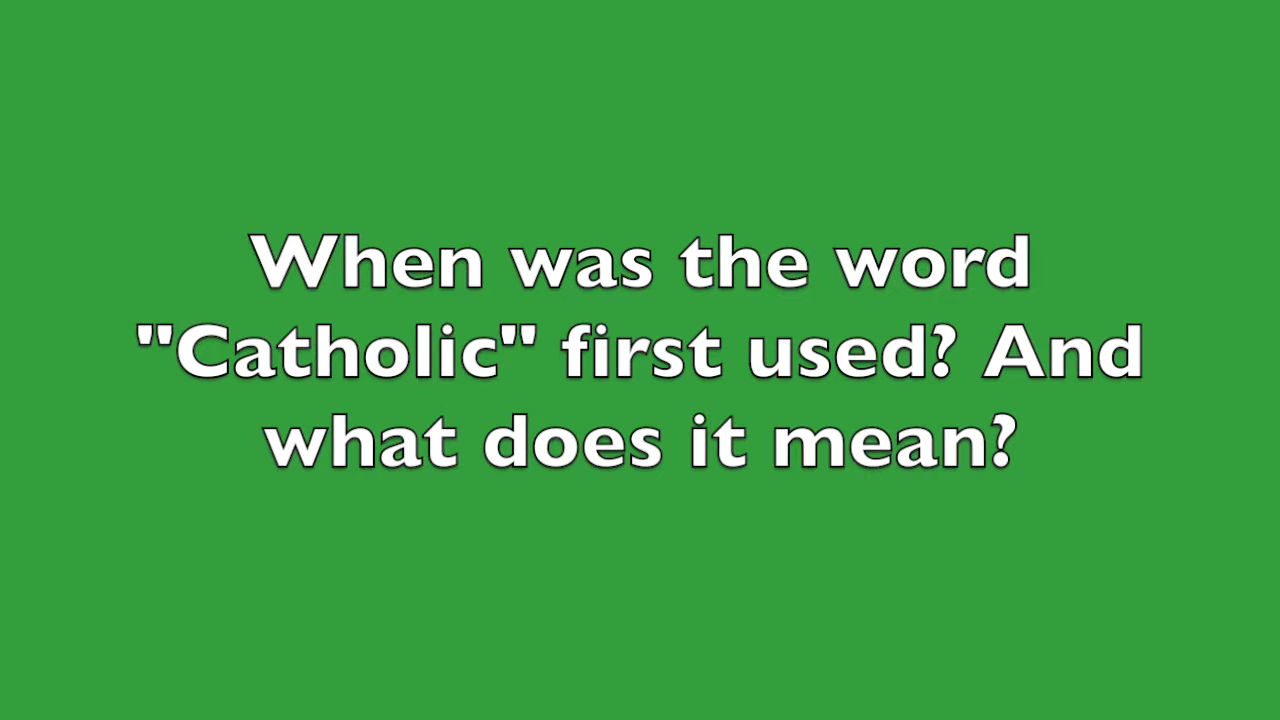 When was the word
"Catholic" first used? And
what does it mean?